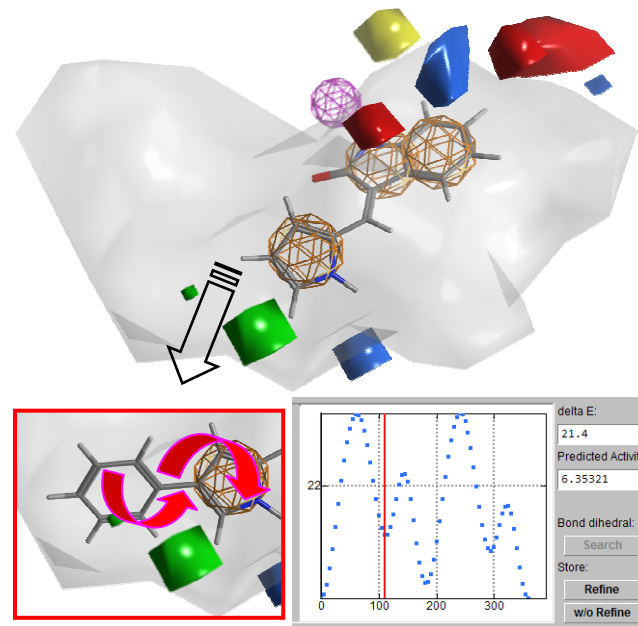 delta E:
21.4
Predicted Activit
6.35321
22
Bond dihedral:
Search
Store:
Refine
w/o Refine
0 100 200 300